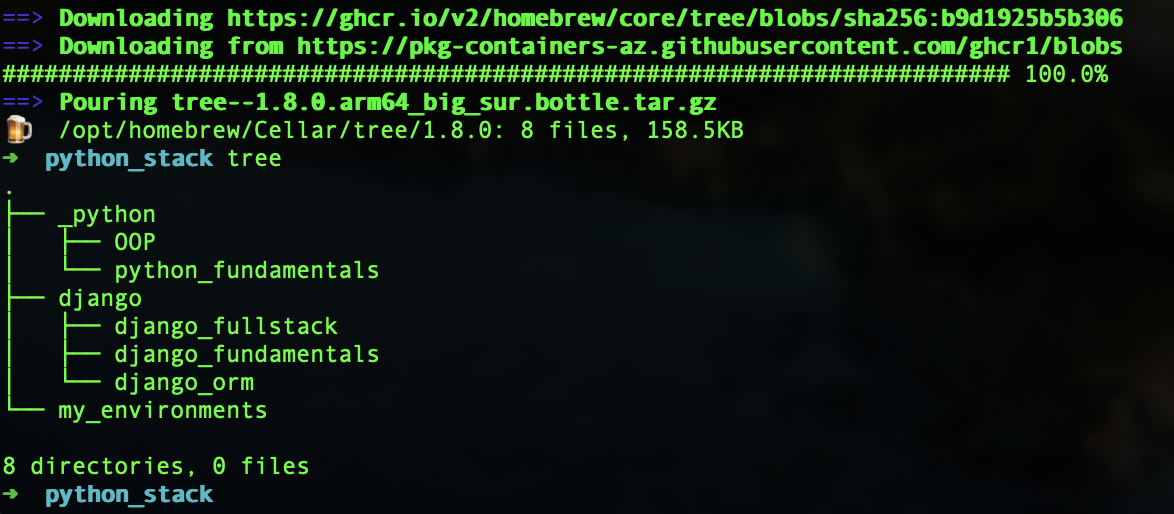 ==> Downloading https://ghcr.io/v2/homebrew/core/tree/blobs/sha256:b9d1925b5b306
==> Downloading from https://pkg-containers-az.githubusercontent.com/ghcr1/blobs
######################################################################## 100.0%
==> Pouring tree--1.8.0.arm64_big_sur.bottle.tar.gz
🍺  /opt/homebrew/Cellar/tree/1.8.0: 8 files, 158.5KB
➜  python_stack tree
.
├── _python
│   ├── OOP
│   └── python_fundamentals
├── django
│   ├── django_fullstack
│   ├── django_fundamentals
│   └── django_orm
└── my_environments
8 directories, 0 files
➜  python_stack